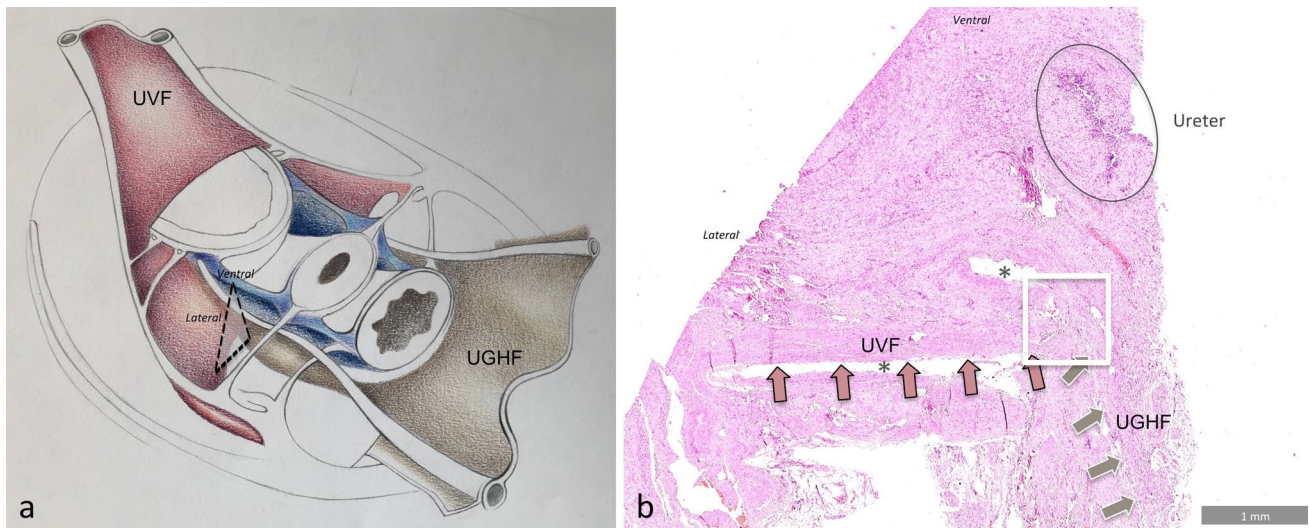 UVF
Ventral
Lateral
UGHF
a
Ventral
Ureter
Lateral
*
UVF
*
UGHF
b
1 mm